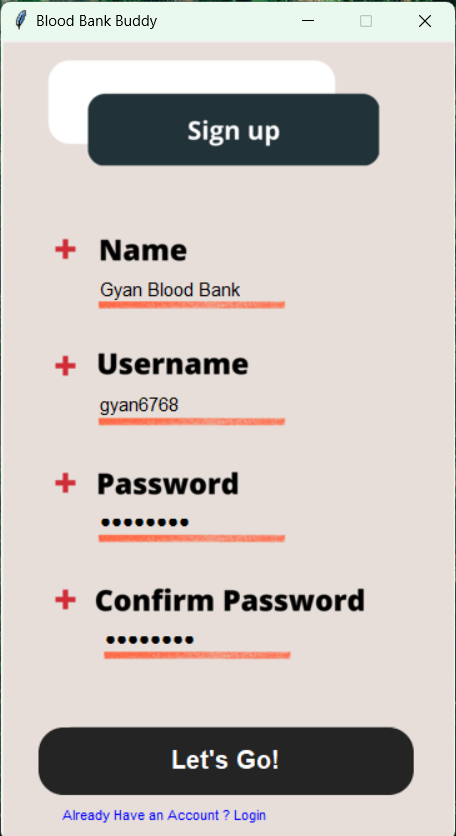 Blood Bank Buddy
Sign up
Name
Gyan Blood Bank
Username
gyan6768
Password
••••••••
Confirm Password
••••••••
Let's Go!
Already Have an Account ? Login